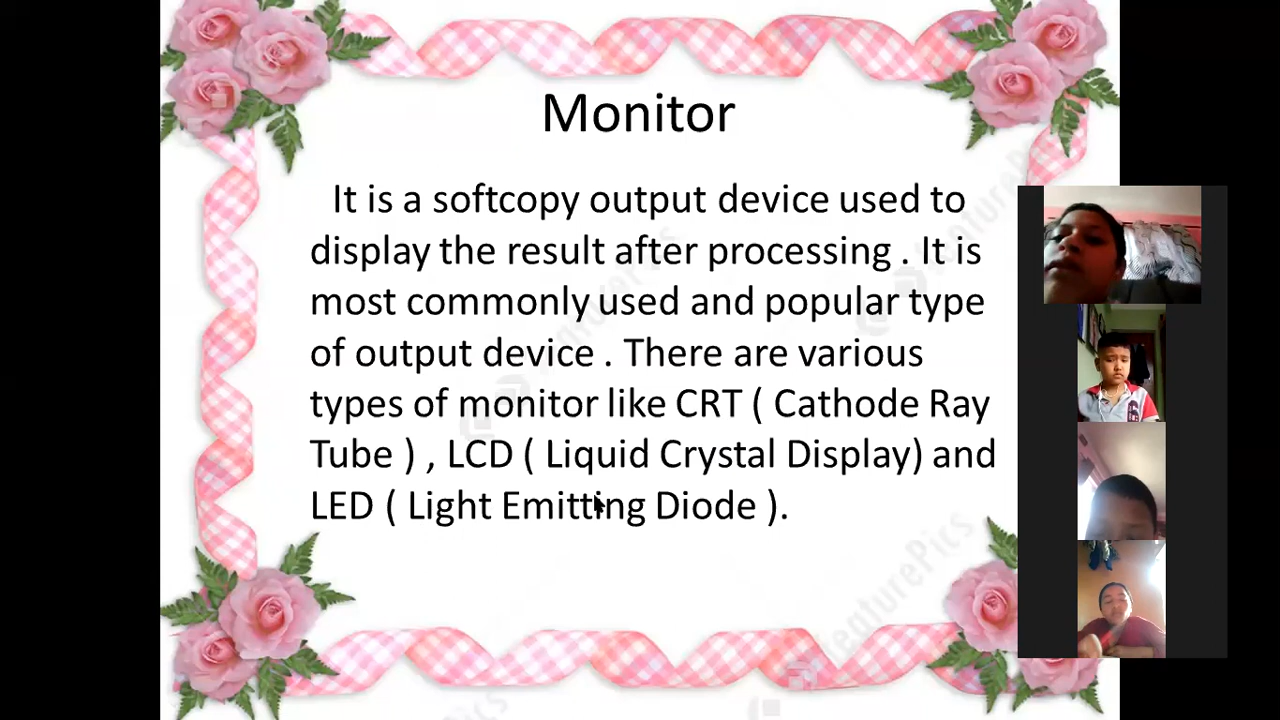 Monitor
It is a softcopy output device used to
display the result after processing . It is
most commonly used and popular type
of output device . There are various
types of monitor like CRT ( Cathode Ray
Tube ) , LCD ( Liquid Crystal Display) and
LED ( Light Emitting Diode ).
FeaturePics
FeaturePics